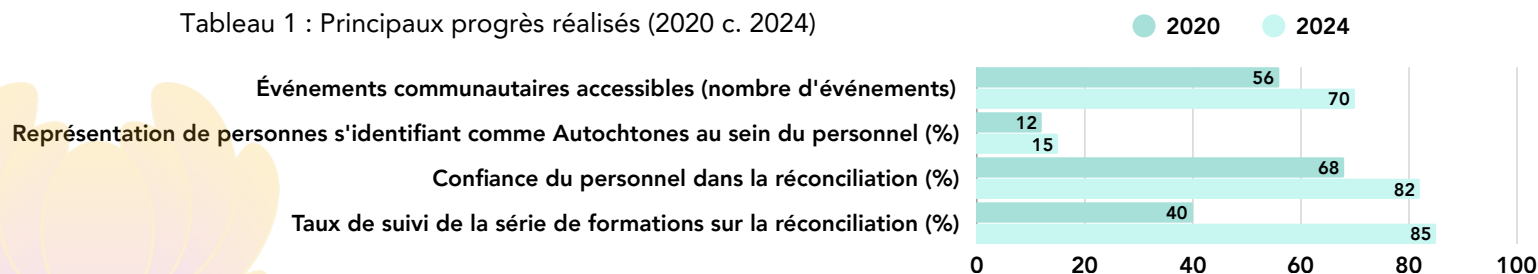 Tableau 1 : Principaux progrès réalisés (2020 c. 2024)
2020 2024
Événements communautaires accessibles (nombre d'événements)
56
70
Représentation de personnes s'identifiant comme Autochtones au sein du personnel (%)
12
15
Confiance du personnel dans la réconciliation (%)
68
82
Taux de suivi de la série de formations sur la réconciliation (%)
40
85
0 20 40 60 80 100